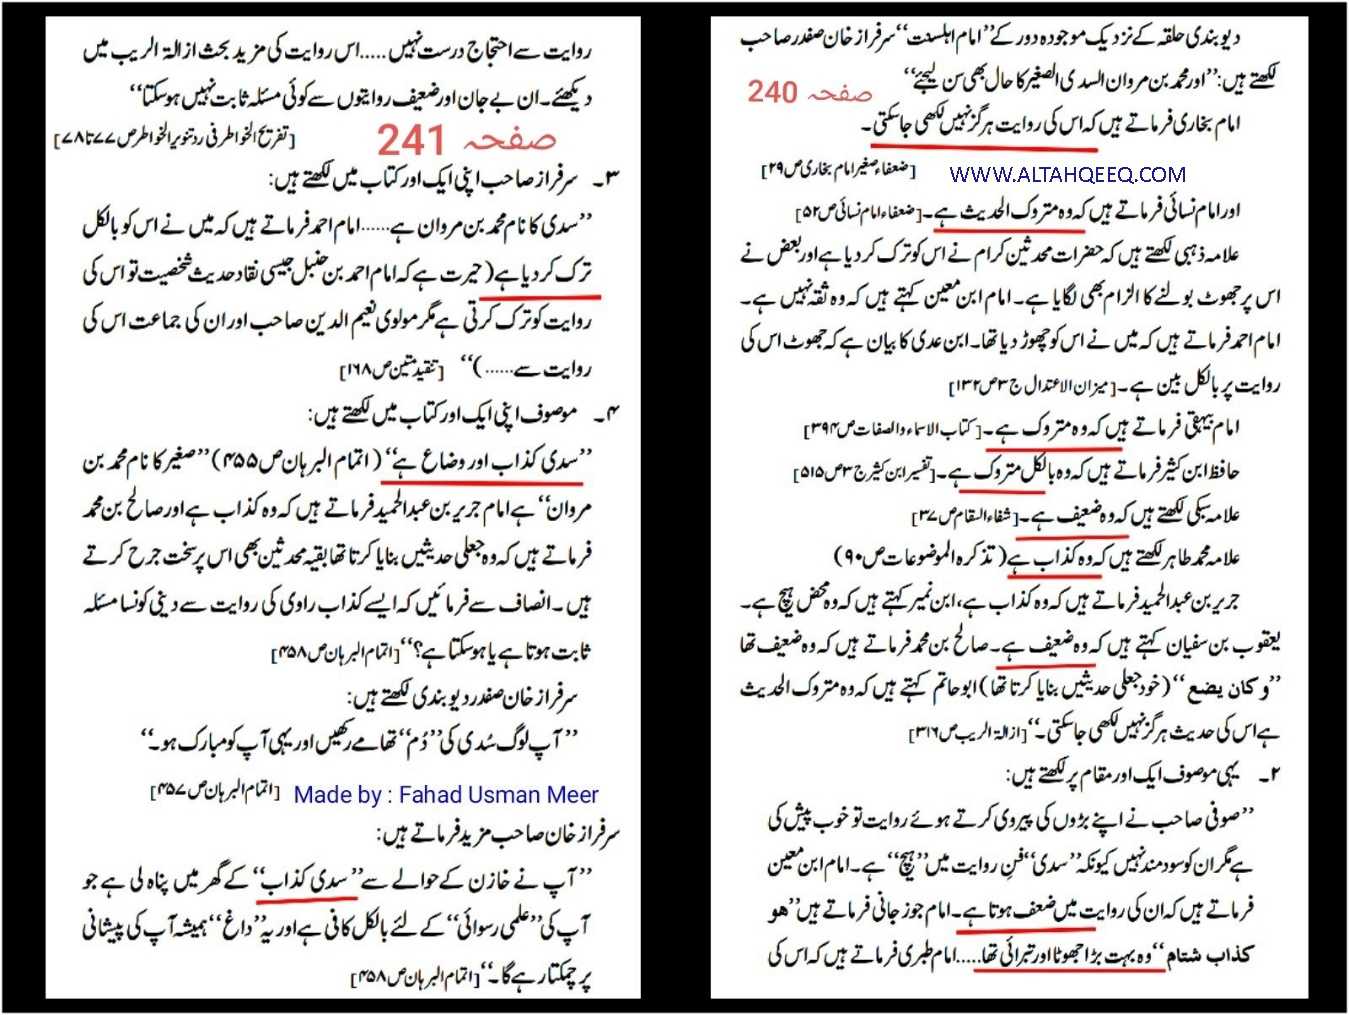 دیوبندی حلقہ کے نزدیک موجودہ دور کے ”امام اہلسنت“ سرفراز خان صفدر صاحب
لکھتے ہیں: ”اور محمد بن مروان السدی الصغیر کا حال بھی سن لیجئے“
صفحہ 240
امام بخاری فرماتے ہیں کہ اس کی روایت ہرگز نہیں لکھی جاسکتی۔
[ضعفاء صغیر امام بخاری ص ۲۹]
WWW.ALTAHQEEQ.COM
اور امام نسائی فرماتے ہیں کہ وہ متروک الحدیث ہے۔ [ضعفاء امام نسائی ص ۵۲]
علامہ ذہبی لکھتے ہیں کہ حضرات محدثین کرام نے اس کو ترک کر دیا ہے اور بعض نے
اس پر جھوٹ بولنے کا الزام بھی لگایا ہے۔ امام ابن معین کہتے ہیں کہ وہ ثقہ نہیں ہے۔
امام احمد فرماتے ہیں کہ میں نے اس کو چھوڑ دیا تھا۔ ابن عدی کا بیان ہے کہ جھوٹ اس کی
روایت پر بالکل بین ہے۔ [میزان الاعتدال ج ۳ ص ۱۳۲]
امام بیہقی فرماتے ہیں کہ وہ متروک ہے۔ [کتاب الاسماء والصفات ص ۳۹۴]
حافظ ابن کثیر فرماتے ہیں کہ وہ بالکل متروک ہے۔ [تفسیر ابن کثیر ج ۳ ص ۵۱۵]
علامہ سبکی لکھتے ہیں کہ وہ ضعیف ہے۔ [شفاء السقام ص ۳۷]
علامہ محمد طاہر لکھتے ہیں کہ وہ کذاب ہے (تذکرہ الموضوعات ص ۹۰)
جریر بن عبدالحمید فرماتے ہیں کہ وہ کذاب ہے، ابن نمیر کہتے ہیں کہ وہ محض ہیچ ہے۔
یعقوب بن سفیان کہتے ہیں کہ وہ ضعیف ہے۔ صالح بن محمد فرماتے ہیں کہ وہ ضعیف تھا
”و کان یضع“ (خود جعلی حدیثیں بنایا کرتا تھا) ابو حاتم کہتے ہیں کہ وہ متروک الحدیث
ہے اس کی حدیث ہرگز نہیں لکھی جاسکتی۔“ [ازالۃ الریب ص ۳۱۶]
۲۔ یہی موصوف ایک اور مقام پر لکھتے ہیں:
”صوفی صاحب نے اپنے بڑوں کی پیروی کرتے ہوئے روایت تو خوب پیش کی
ہے مگر ان کو سود مند نہیں کیونکہ ”سدی“ فن روایت میں ”ہیچ“ ہے۔ امام ابن معین
فرماتے ہیں کہ ان کی روایت میں ضعف ہوتا ہے۔ امام جوزجانی فرماتے ہیں ”هو
كذاب شتام“ وہ بہت بڑا جھوٹا اور تبرائی تھا.....امام طبری فرماتے ہیں کہ اس کی
روایت سے احتجاج درست نہیں.....اس روایت کی مزید بحث ازالۃ الریب میں
دیکھئے۔ ان بے جان اور ضعیف روایتوں سے کوئی مسئلہ ثابت نہیں ہو سکتا“
[تفریح الخواطر فی رد تنویر الخواطر ص ۷۷ تا ۷۸]
صفحہ 241
۳۔ سرفراز صاحب اپنی ایک اور کتاب میں لکھتے ہیں:
”سدی کا نام محمد بن مروان ہے......امام احمد فرماتے ہیں کہ میں نے اس کو بالکل
ترک کر دیا ہے (حیرت ہے کہ امام احمد بن حنبل جیسی نقاد حدیث شخصیت تو اس کی
روایت کو ترک کرتی ہے مگر مولوی نعیم الدین صاحب اور ان کی جماعت اس کی
روایت سے......)“ [تنقید متین ص ۱۶۸]
۴۔ موصوف اپنی ایک اور کتاب میں لکھتے ہیں:
”سدی کذاب اور وضاع ہے“ (اتمام البرہان ص ۴۵۵) ”صغیر کا نام محمد بن
مروان“ ہے امام جریر بن عبدالحمید فرماتے ہیں کہ وہ کذاب ہے اور صالح بن محمد
فرماتے ہیں کہ وہ جعلی حدیثیں بنایا کرتا تھا بقیہ محدثین بھی اس پر سخت جرح کرتے
ہیں۔ انصاف سے فرمائیں کہ ایسے کذاب راوی کی روایت سے دینی کونسا مسئلہ
ثابت ہوتا ہے یا ہو سکتا ہے؟“ [اتمام البرہان ص ۴۵۸]
سرفراز خان صفدر دیوبندی لکھتے ہیں:
”آپ لوگ سُدی کی ”دُم“ تھامے رکھیں اور یہی آپ کو مبارک ہو۔“
[اتمام البرہان ص ۴۵۷]
Made by : Fahad Usman Meer
سرفراز خان صاحب مزید فرماتے ہیں:
”آپ نے خازن کے حوالے سے ”سدی کذاب“ کے گھر میں پناہ لی ہے جو
آپ کی ”علمی رسوائی“ کے لئے بالکل کافی ہے اور یہ ”داغ“ ہمیشہ آپ کی پیشانی
پر چمکتا رہے گا۔“ [اتمام البرہان ص ۴۵۸]